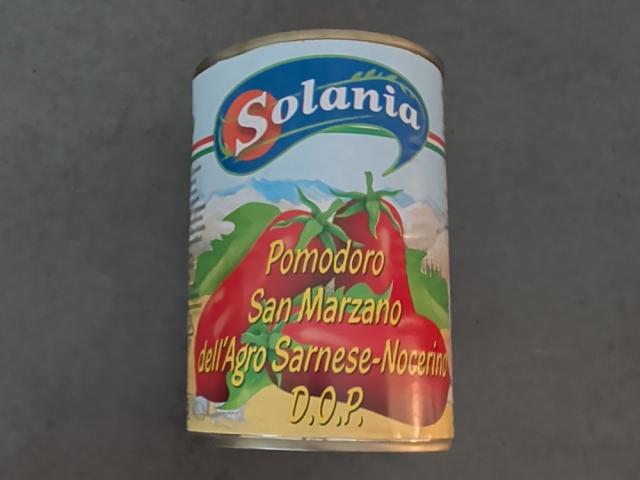 Solania
Pomodoro
San Marzano
dell'Agro Sarnese-Nocerino
D.O.P.